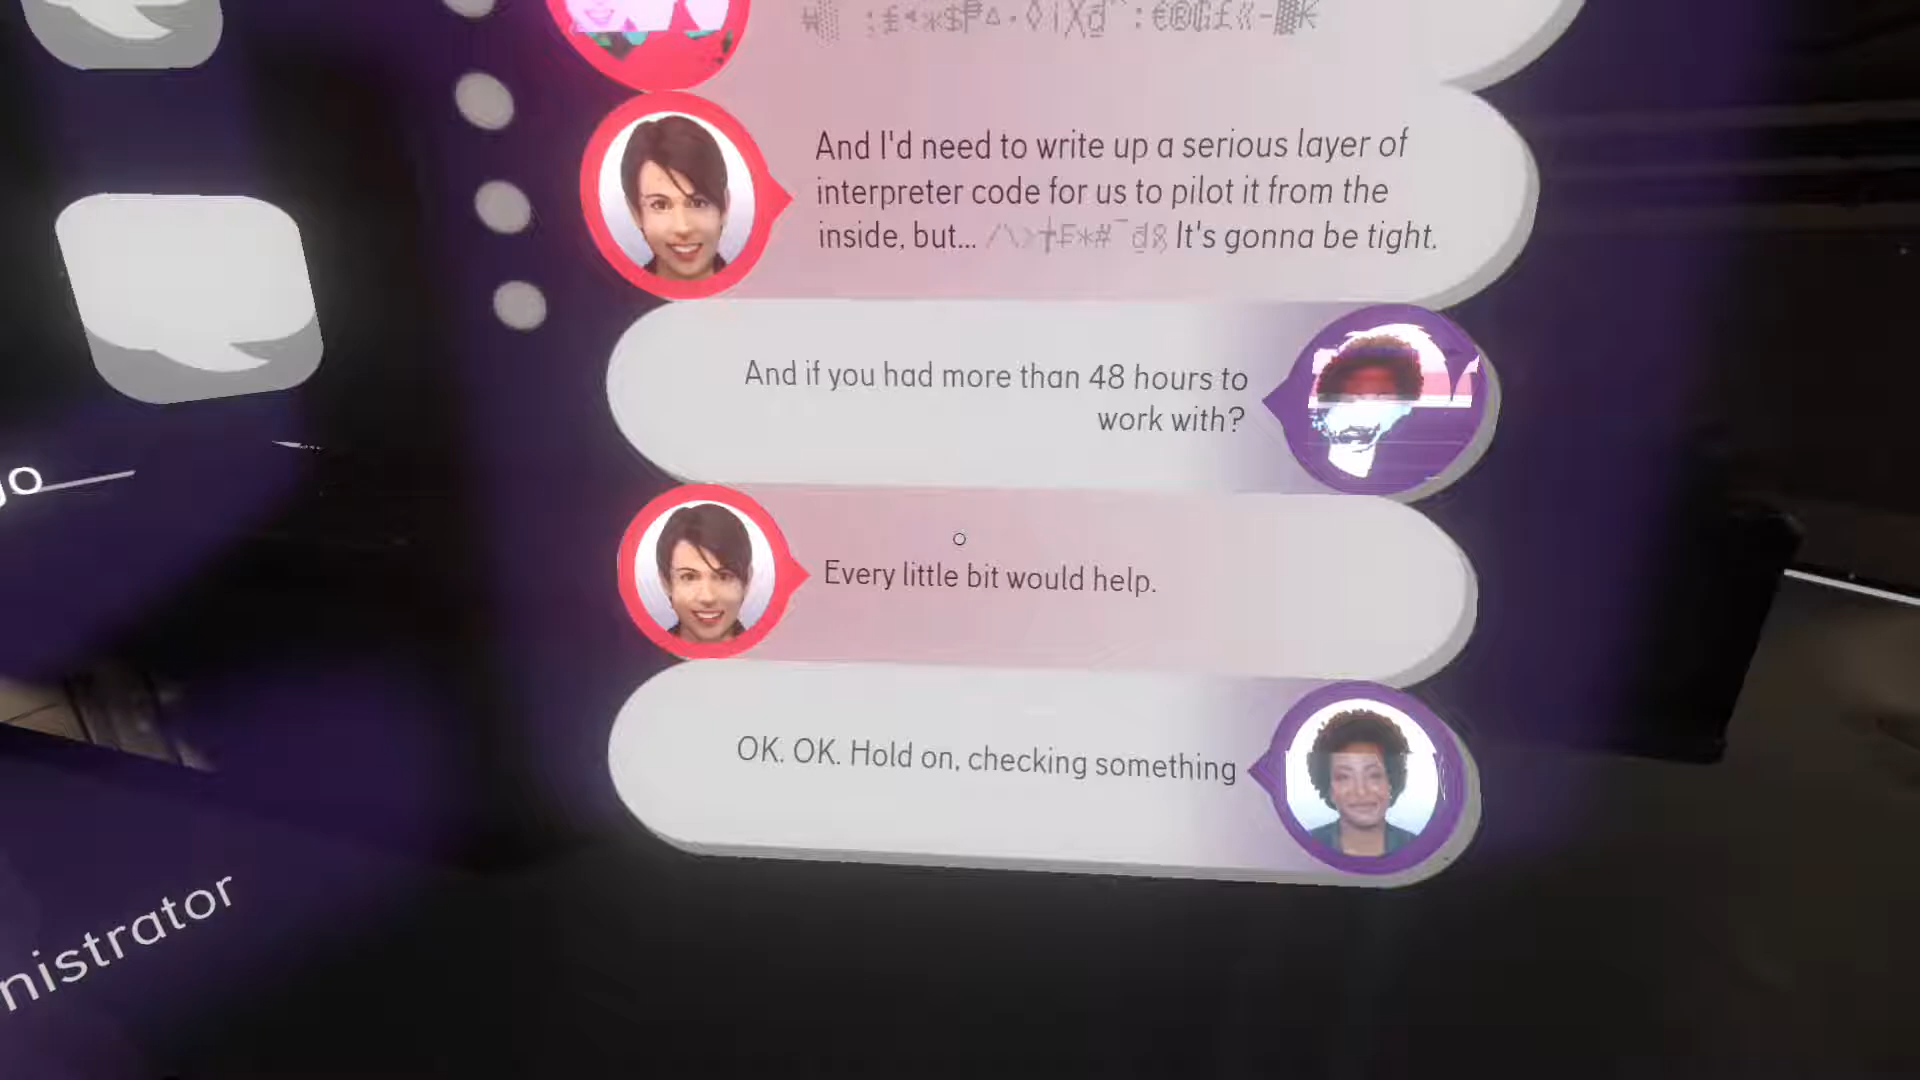 And I'd need to write up a serious layer of
interpreter code for us to pilot it from the
inside, but... It's gonna be tight.
And if you had more than 48 hours to
work with?
Every little bit would help.
OK. OK. Hold on, checking something
nistrator